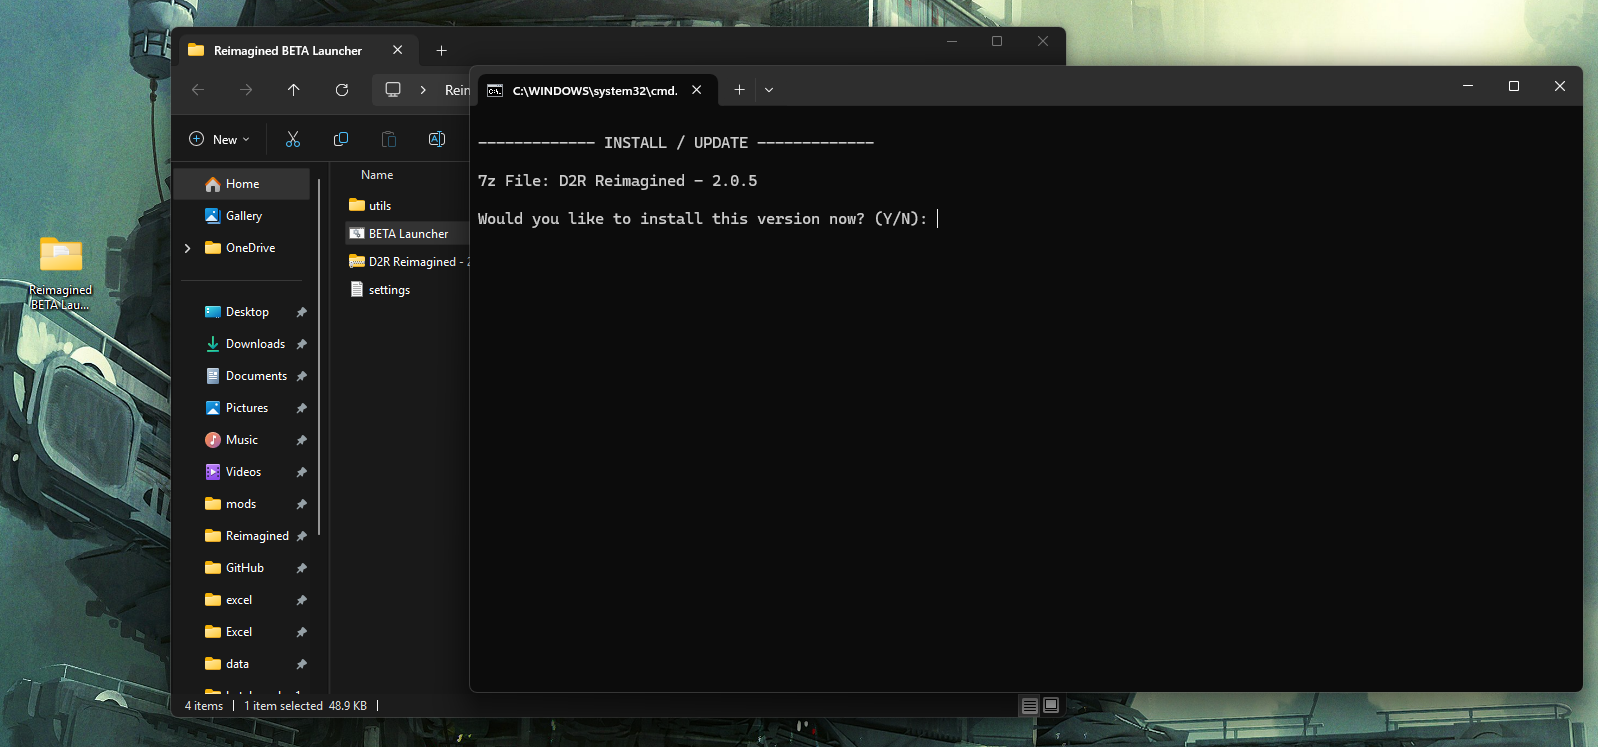 Reimagined BETA Launcher
Rein
C:\WINDOWS\system32\cmd.
New
Name
Home
Gallery
OneDrive
Desktop
Downloads
Documents
Pictures
Music
Videos
mods
Reimagined
GitHub
excel
Excel
data
utils
BETA Launcher
D2R Reimagined - 2
settings
4 items
1 item selected 48.9 KB
Reimagined
BETA Lau...
------------- INSTALL / UPDATE -------------
7z File: D2R Reimagined - 2.0.5
Would you like to install this version now? (Y/N):